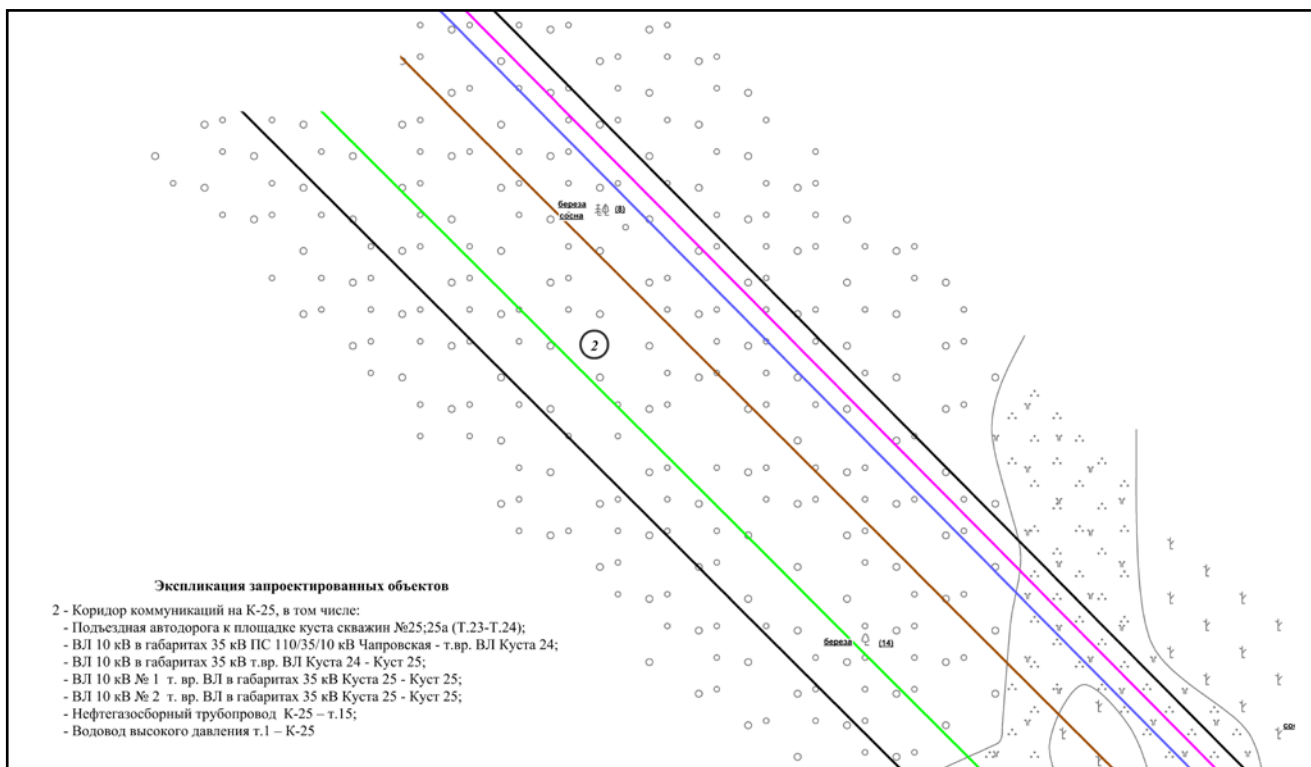 береза
сосна (8)
2
береза (14)
Экспликация запроектированных объектов
2 - Коридор коммуникаций на К-25, в том числе:
- Подъездная автодорога к площадке куста скважин №25;25а (Т.23-Т.24);
- ВЛ 10 кВ в габаритах 35 кВ ПС 110/35/10 кВ Чапровская - т.вр. ВЛ Куста 24;
- ВЛ 10 кВ в габаритах 35 кВ т.вр. ВЛ Куста 24 - Куст 25;
- ВЛ 10 кВ № 1 т. вр. ВЛ в габаритах 35 кВ Куста 25 - Куст 25;
- ВЛ 10 кВ № 2 т. вр. ВЛ в габаритах 35 кВ Куста 25 - Куст 25;
- Нефтегазосборный трубопровод К-25 – т.15;
- Водовод высокого давления т.1 – К-25